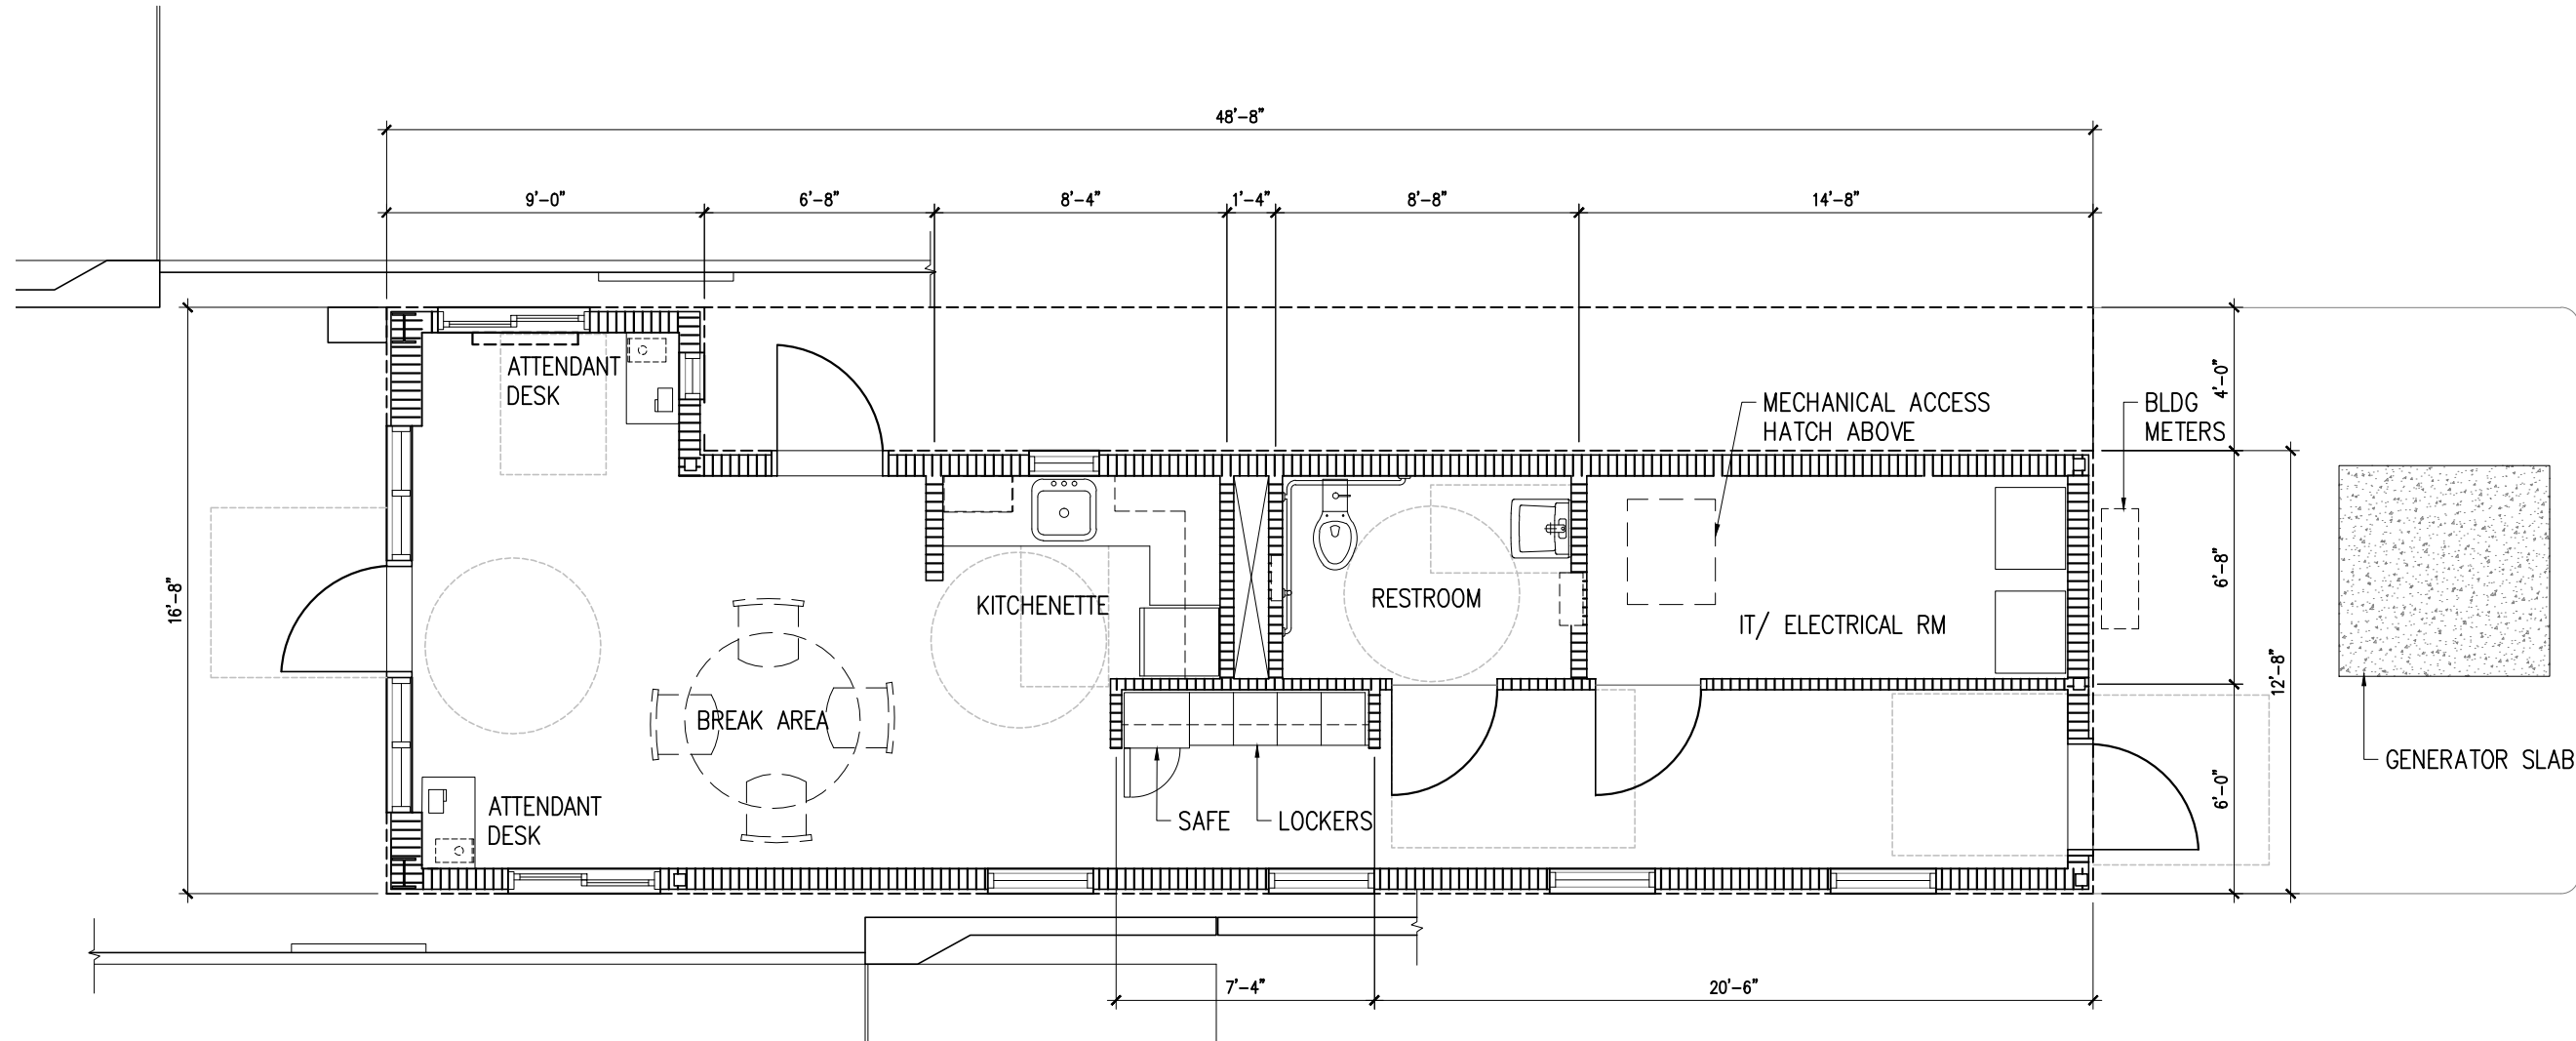 48'-8"
9'-0"
6'-8"
8'-4"
1'-4"
8'-8"
14'-8"
ATTENDANT
DESK
MECHANICAL ACCESS
HATCH ABOVE
4'-0"
BLDG
METERS
16'-8"
6'-8"
KITCHENETTE
RESTROOM
IT/ ELECTRICAL RM
12'-8"
BREAK AREA
GENERATOR SLAB
6'-0"
ATTENDANT
DESK
SAFE
LOCKERS
7'-4"
20'-6"